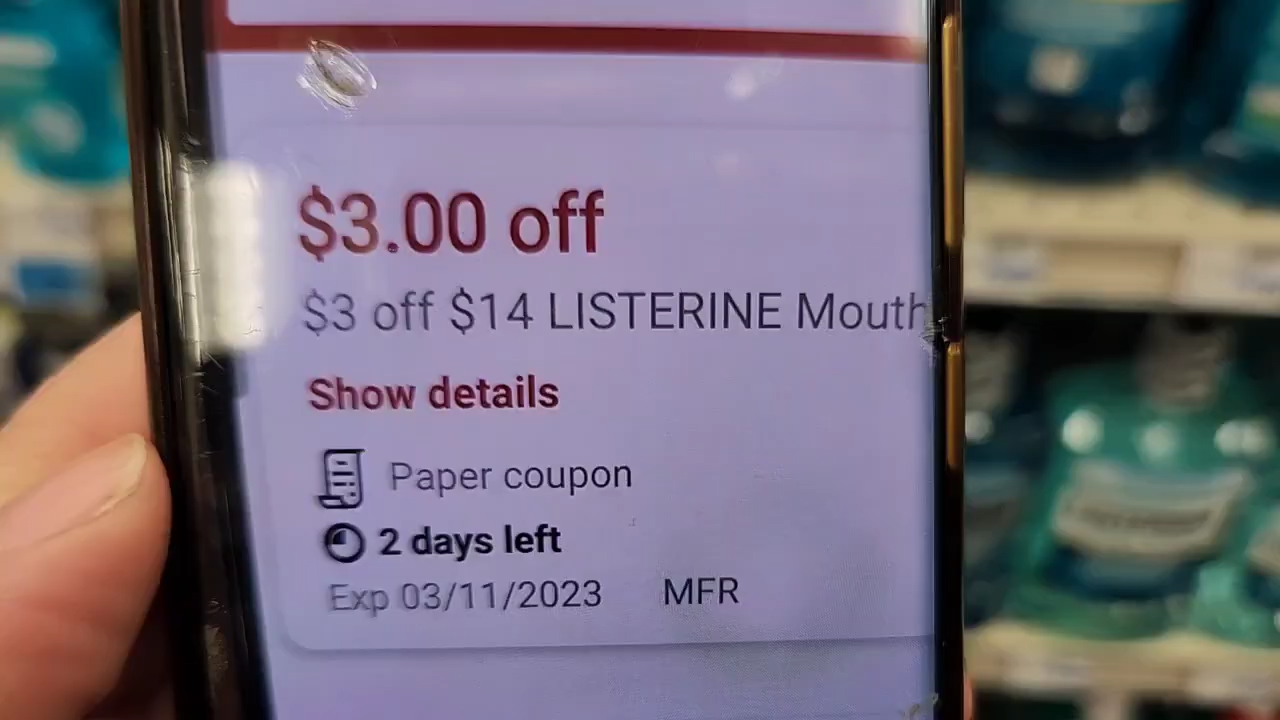 $3.00 off
$3 off $14 LISTERINE Mouth
Show details
Paper coupon
2 days left
Exp 03/11/2023 MFR